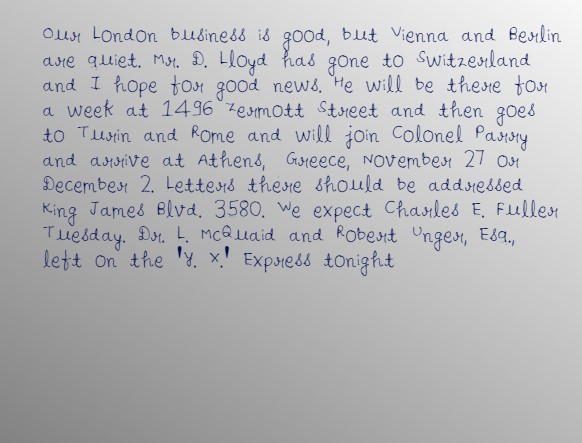 Our London business is good, but Vienna and Berlin
are quiet. Mr. D. Lloyd has gone to Switzerland
and I hope for good news. He will be there for
a week at 1496 Zermott Street and then goes
to Turin and Rome and will join Colonel Parry
and arrive at Athens, Greece, November 27 or
December 2. Letters there should be addressed
King James Blvd. 3580. We expect Charles E. Fuller
Tuesday. Dr. L. McQuaid and Robert Unger, Esq.,
left on the 'Y. X.' Express tonight